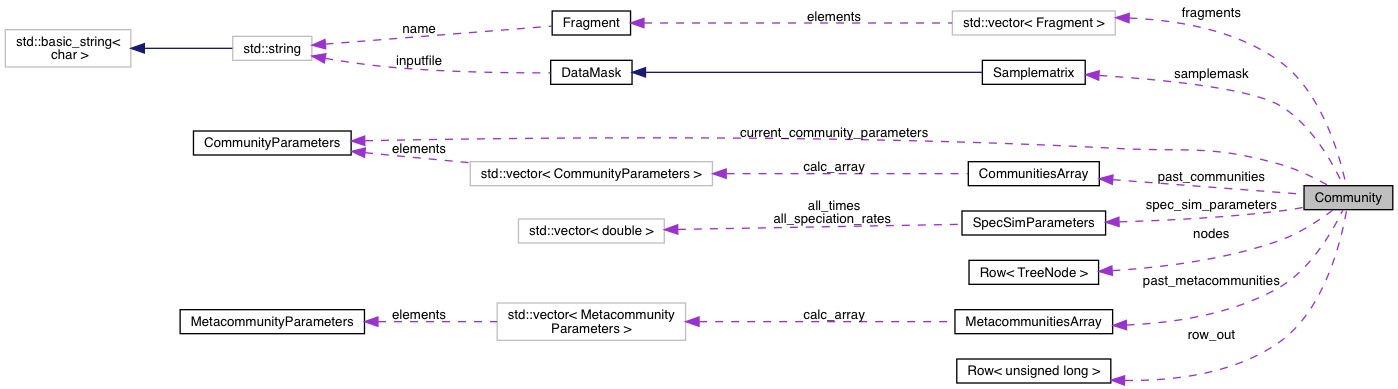 fragments
elements
Fragment
std::vector< Fragment >
name
std::basic_string<
char >
std::string
inputfile
DataMask
Samplematrix
samplemask
current_community_parameters
CommunityParameters
elements
std::vector< CommunityParameters >
calc_array
CommunitiesArray
past_communities
Community
all_times
all_speciation_rates
spec_sim_parameters
std::vector< double >
SpecSimParameters
nodes
Row< TreeNode >
past_metacommunities
MetacommunityParameters
elements
std::vector< Metacommunity
Parameters >
calc_array
MetacommunitiesArray
row_out
Row< unsigned long >